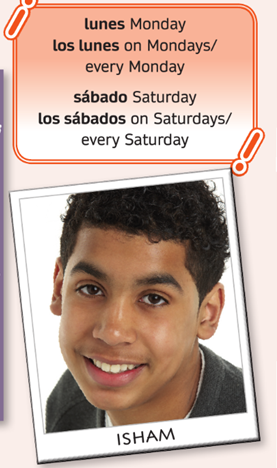 lunes Monday
los lunes on Mondays/
every Monday
sábado Saturday
los sábados on Saturdays/
every Saturday
ISHAM